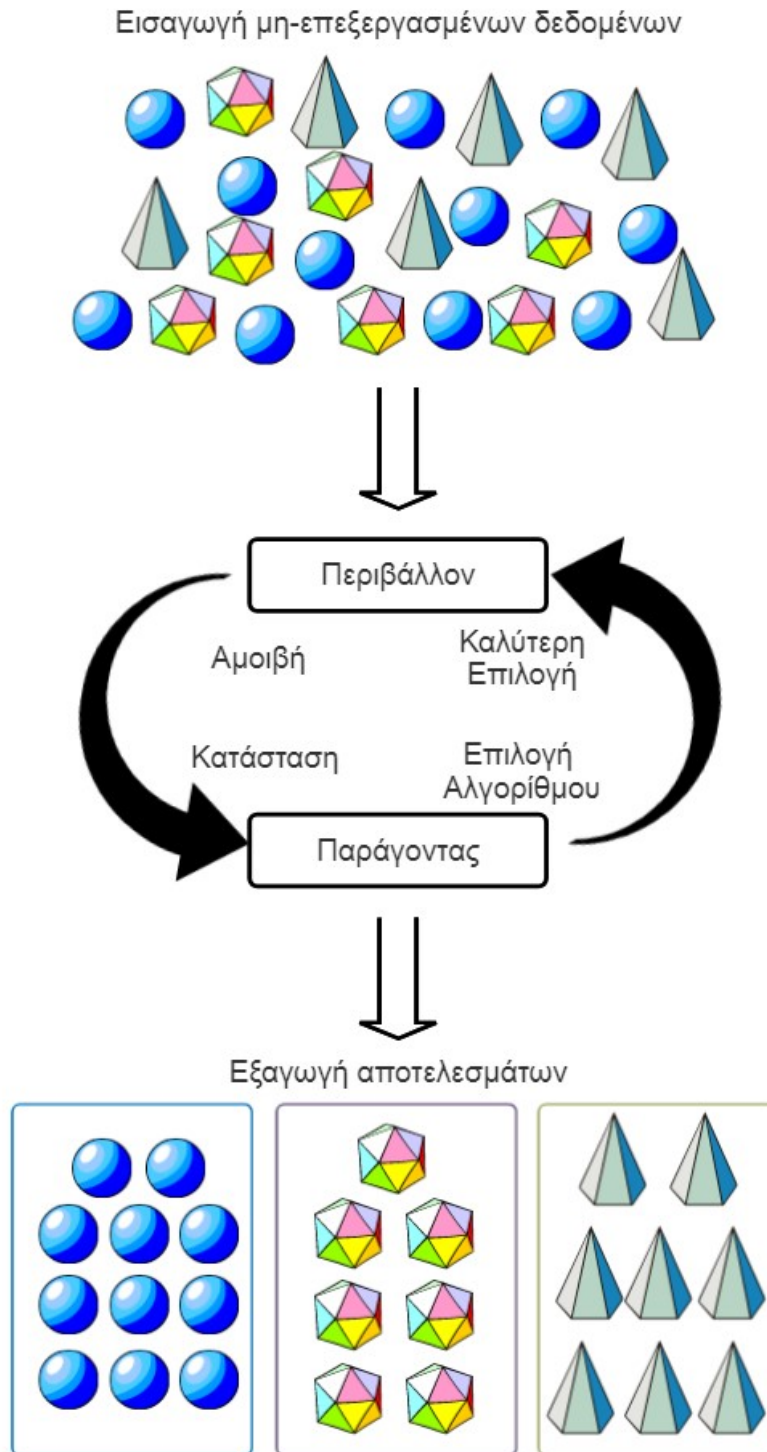 Εισαγωγή μη-επεξεργασμένων δεδομένων
Περιβάλλον
Αμοιβή
Καλύτερη
Επιλογή
Κατάσταση
Επιλογή
Αλγορίθμου
Παράγοντας
Εξαγωγή αποτελεσμάτων